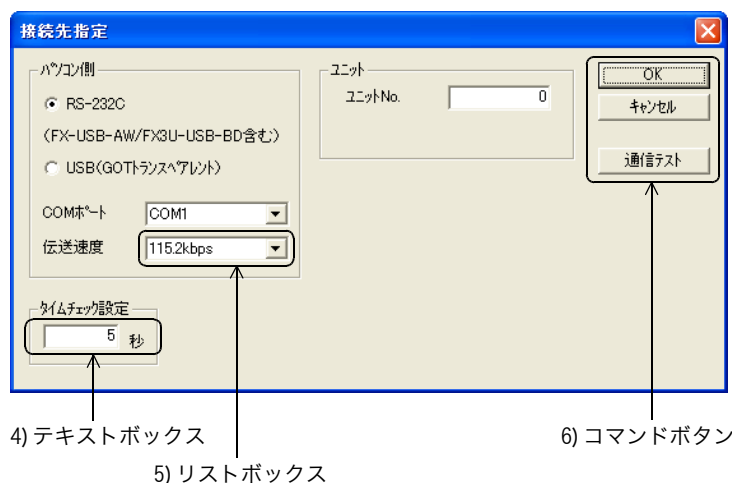 接続先指定
ﾊﾟｿｺﾝ側
RS-232C
(FX-USB-AW/FX3U-USB-BD含む)
USB(GOTﾄﾗﾝｽﾍﾟｱﾚﾝﾄ)
COMﾎﾟｰﾄ
COM1
伝送速度
115.2kbps
ﾕﾆｯﾄ
ﾕﾆｯﾄNo.
0
OK
ｷｬﾝｾﾙ
通信ﾃｽﾄ
ﾀｲﾑﾁｪｯｸ設定
5 秒
4) テキストボックス
5) リストボックス
6) コマンドボタン